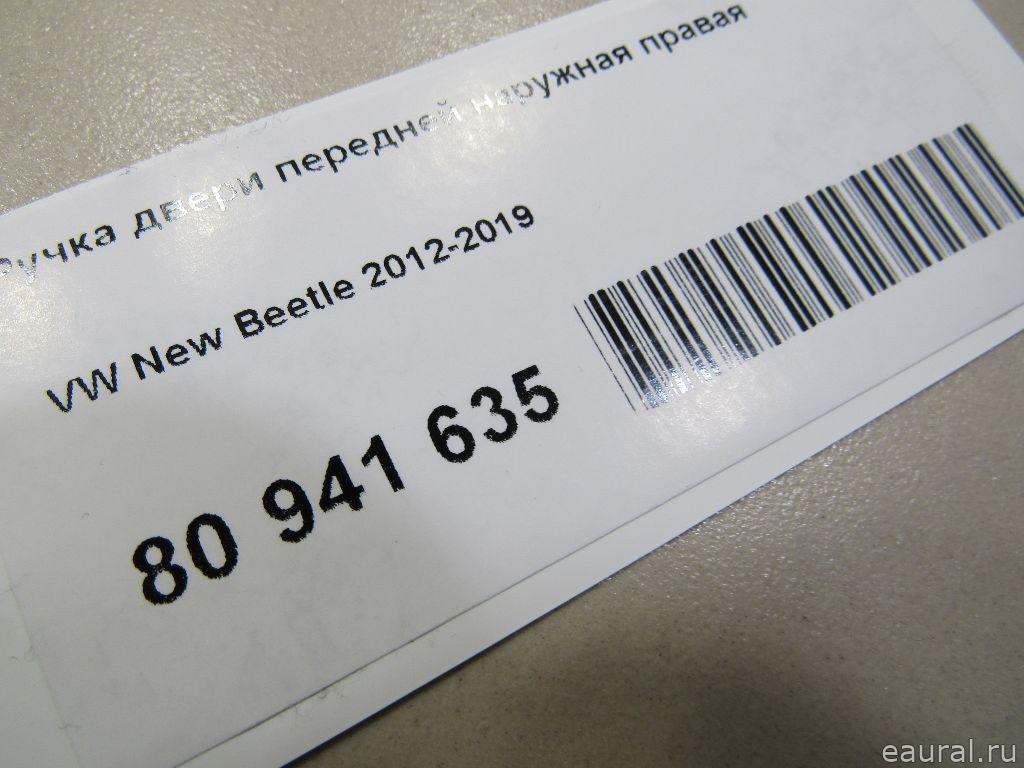 Ручка двери передней наружная правая
VW New Beetle 2012-2019
80 941 635
eaural.ru